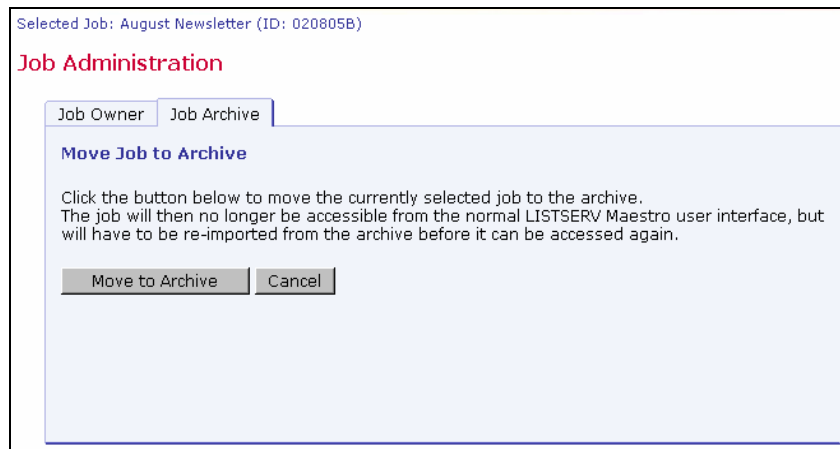 Selected Job: August Newsletter (ID: 020805B)
Job Administration
Job Owner Job Archive
Move Job to Archive
Click the button below to move the currently selected job to the archive.
The job will then no longer be accessible from the normal LISTSERV Maestro user interface, but
will have to be re-imported from the archive before it can be accessed again.
Move to Archive Cancel